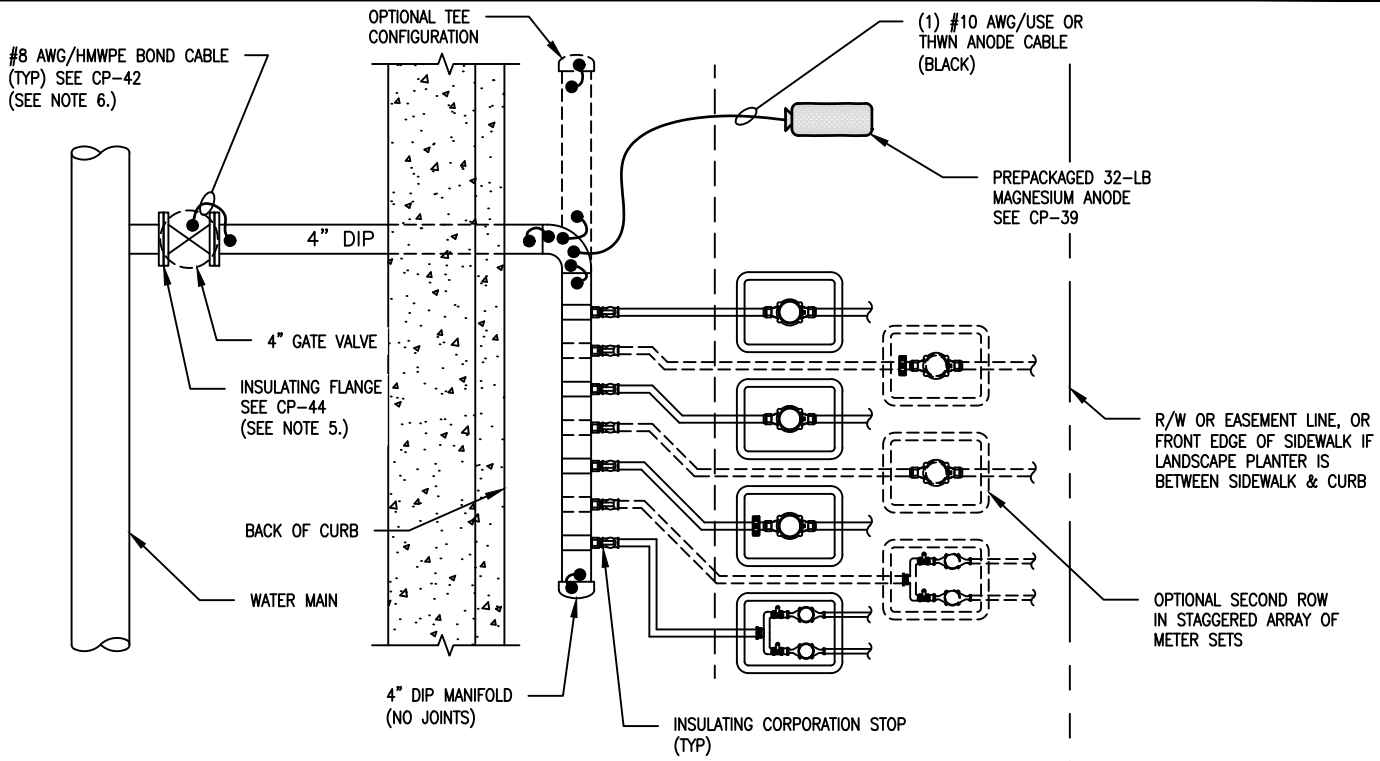 OPTIONAL TEE
CONFIGURATION
(1) #10 AWG/USE OR
THWN ANODE CABLE
(BLACK)
#8 AWG/HMWPE BOND CABLE
(TYP) SEE CP-42
(SEE NOTE 6.)
PREPACKAGED 32-LB
MAGNESIUM ANODE
SEE CP-39
4" DIP
4" GATE VALVE
INSULATING FLANGE
SEE CP-44
(SEE NOTE 5.)
R/W OR EASEMENT LINE, OR
FRONT EDGE OF SIDEWALK IF
LANDSCAPE PLANTER IS
BETWEEN SIDEWALK & CURB
BACK OF CURB
WATER MAIN
OPTIONAL SECOND ROW
IN STAGGERED ARRAY OF
METER SETS
4" DIP MANIFOLD
(NO JOINTS)
INSULATING CORPORATION STOP
(TYP)